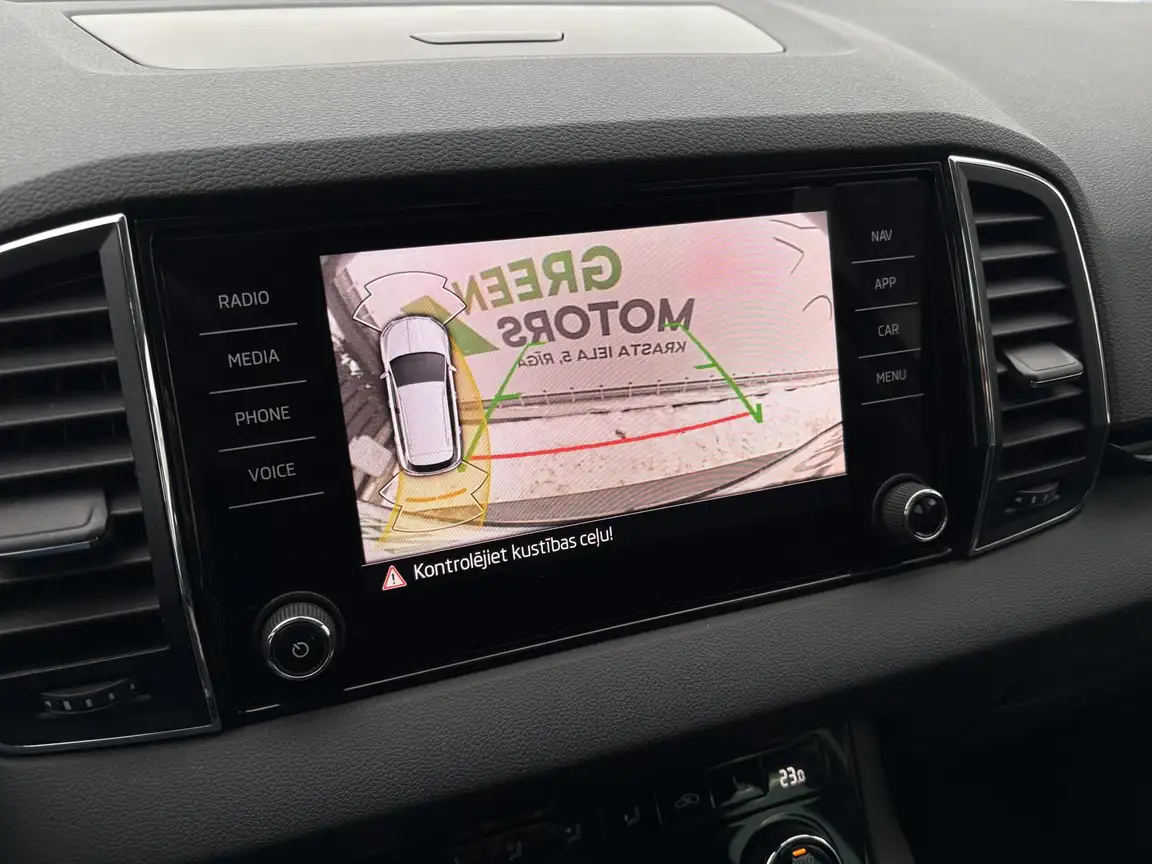 RADIO
MEDIA
PHONE
VOICE
GREEN
MOTORS
KRASTA IELA 5, RĪGA
Kontrolējiet kustības ceļu!
NAV
APP
CAR
MENU
23.0